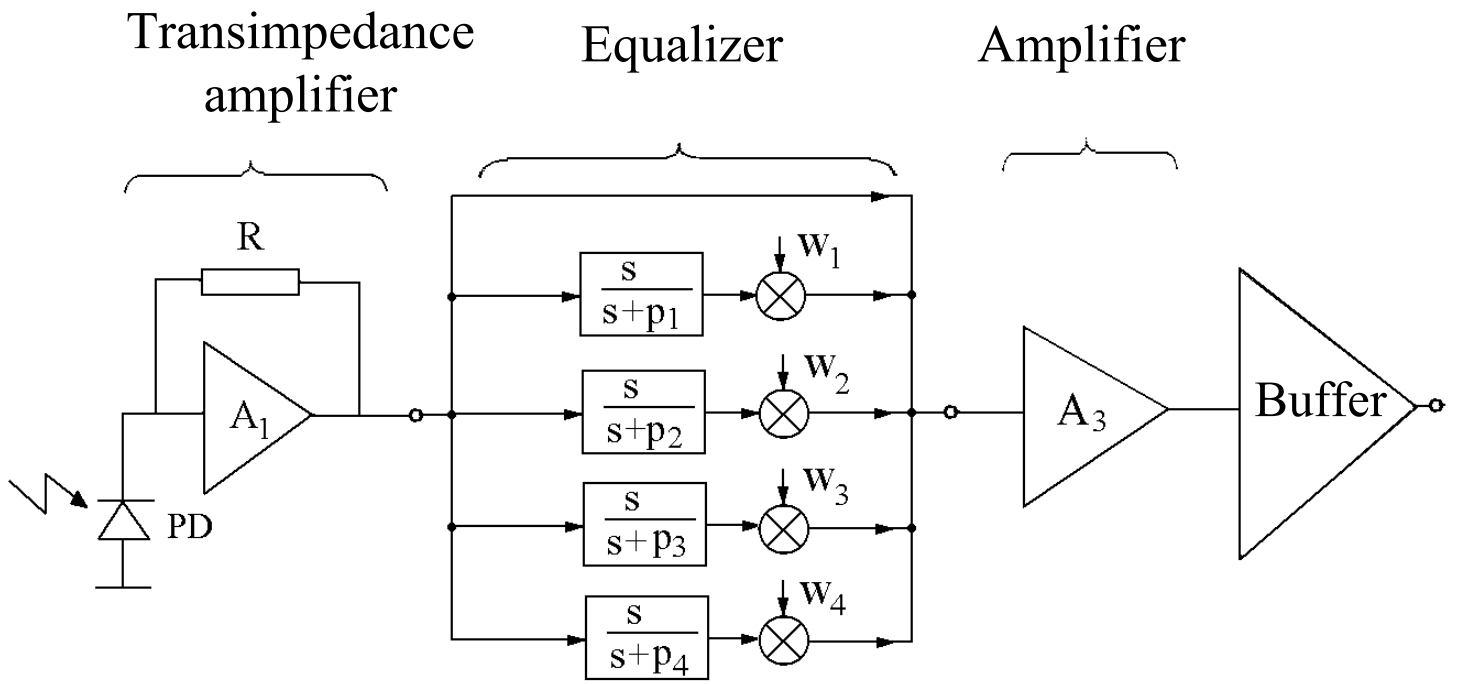 Transimpedance
amplifier
Equalizer
Amplifier
R
A1
PD
s
s+p1
w1
s
s+p2
w2
s
s+p3
w3
s
s+p4
w4
A3
Buffer